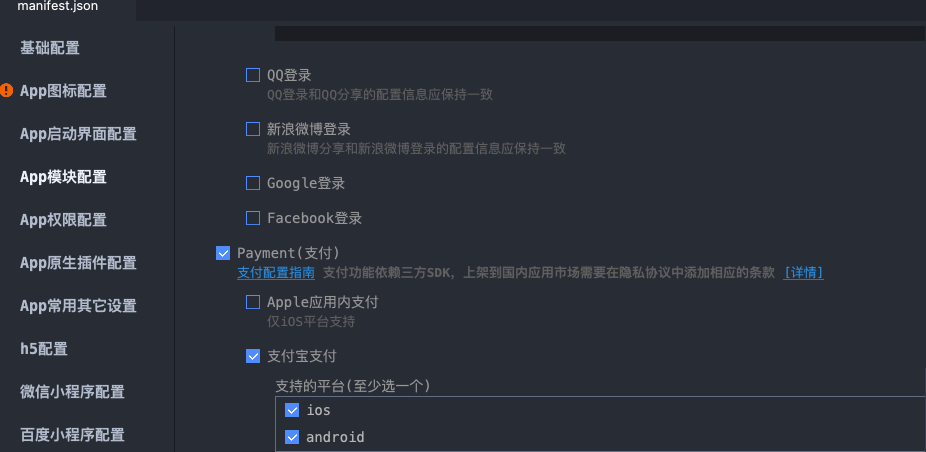 manifest.json
基础配置
App图标配置
App启动界面配置
App模块配置
App权限配置
App原生插件配置
App常用其它设置
h5配置
微信小程序配置
百度小程序配置
QQ登录
QQ登录和QQ分享的配置信息应保持一致
新浪微博登录
新浪微博分享和新浪微博登录的配置信息应保持一致
Google登录
Facebook登录
Payment(支付)
支付配置指南 支付功能依赖三方SDK，上架到国内应用市场需要在隐私协议中添加相应的条款 [详情]
Apple应用内支付
仅iOS平台支持
支付宝支付
支持的平台(至少选一个)
ios
android